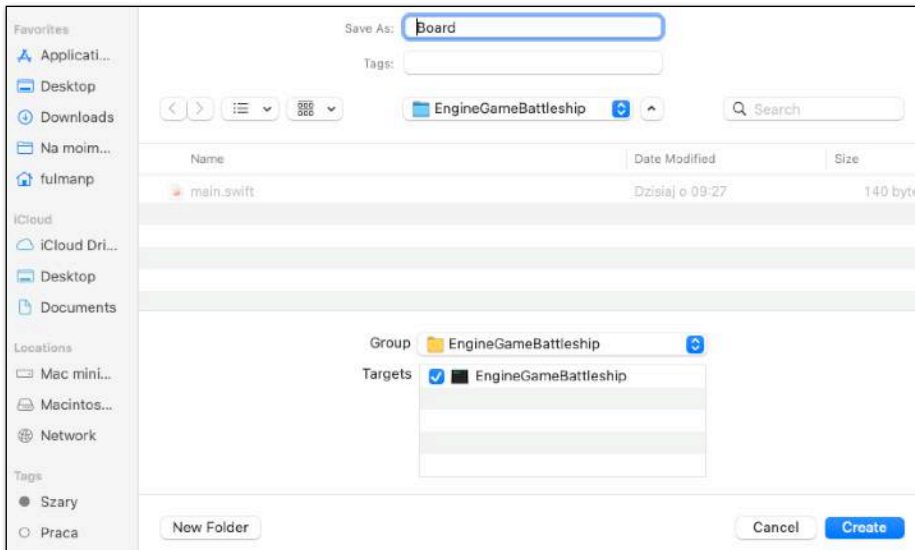 Favorites
Applicati...
Desktop
Downloads
Na moim...
fulmanp
iCloud
iCloud Dri...
Desktop
Documents
Locations
Mac mini...
Macintos...
Network
Tags
Szary
Praca
Save As: Board
Tags:
EngineGameBattleship
Search
Name Date Modified Size
main.swift Dzisiaj o 09:27 140 byte
Group EngineGameBattleship
Targets EngineGameBattleship
New Folder Cancel Create